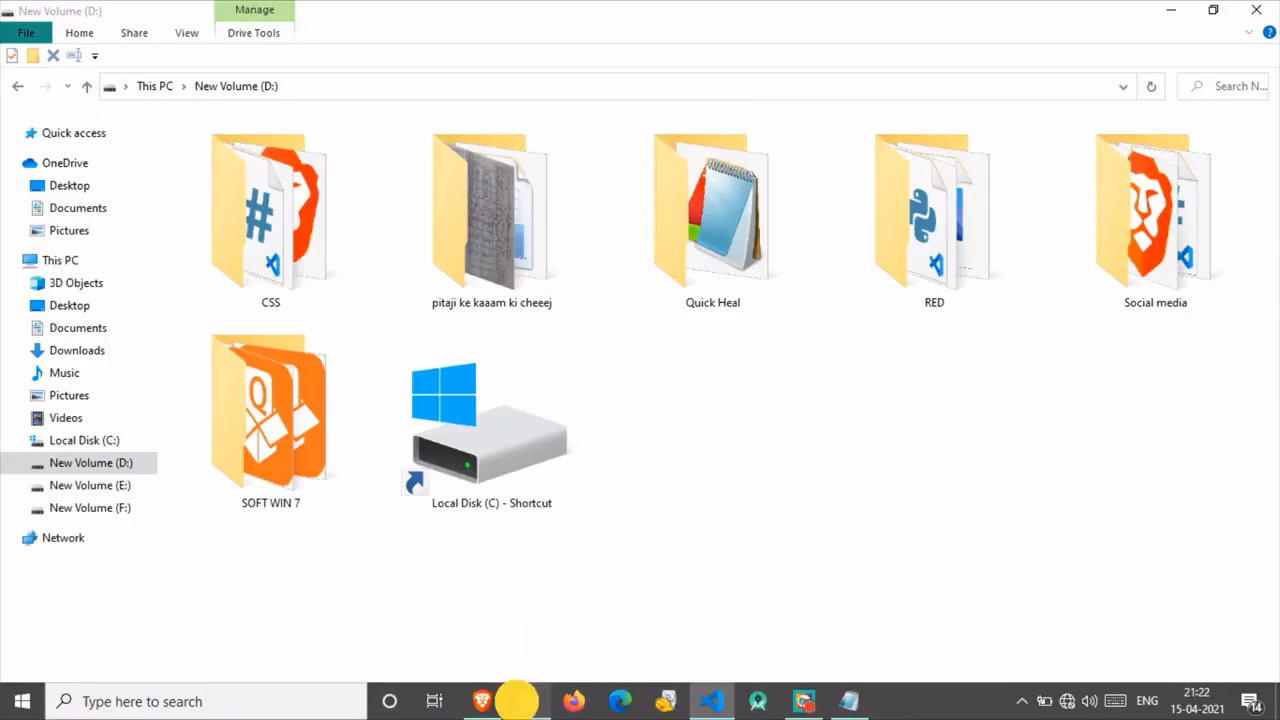 New Volume (D:)
Manage
File
Home
Share
View
Drive Tools
This PC
New Volume (D:)
Search N...
Quick access
OneDrive
Desktop
Documents
Pictures
This PC
3D Objects
Desktop
Documents
Downloads
Music
Pictures
Videos
Local Disk (C:)
New Volume (D:)
New Volume (E:)
New Volume (F:)
Network
CSS
pitaji ke kaaam ki cheeej
Quick Heal
RED
Social media
SOFT WIN 7
Local Disk (C) - Shortcut
Type here to search
ENG
21:22
15-04-2021
14